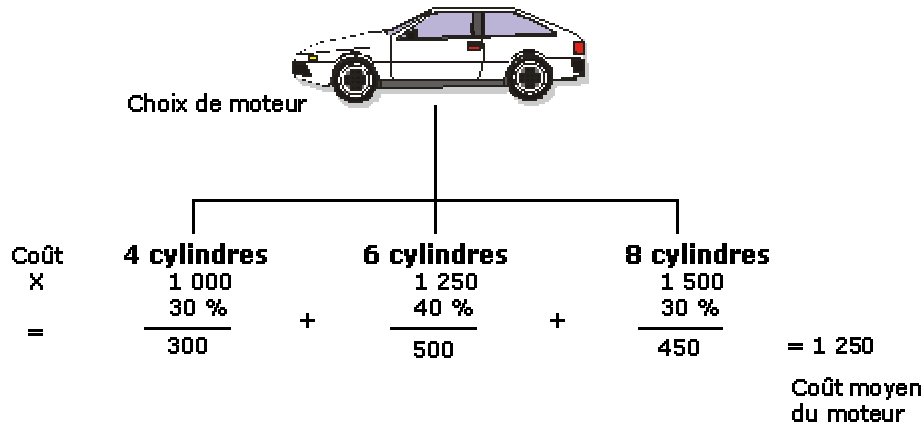 Choix de moteur
Coût 4 cylindres 6 cylindres 8 cylindres
X 1 000 1 250 1 500
30 % 40 % 30 %
= + +
300 500 450 = 1 250
Coût moyen
du moteur